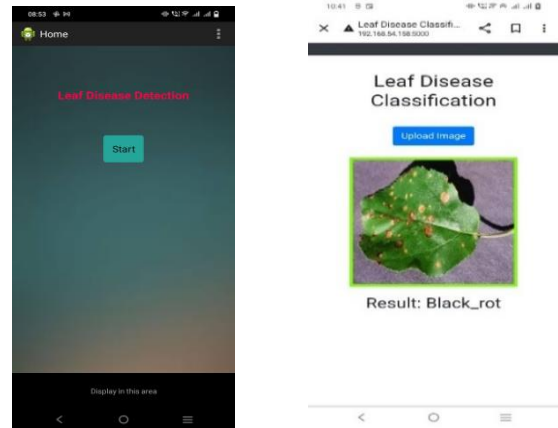 08:53
Home
Leaf Disease Detection
Start
Display in this area
10:41
Leaf Disease Classifi...
192.168.54.158:5000
Leaf Disease
Classification
Upload Image
Result: Black_rot